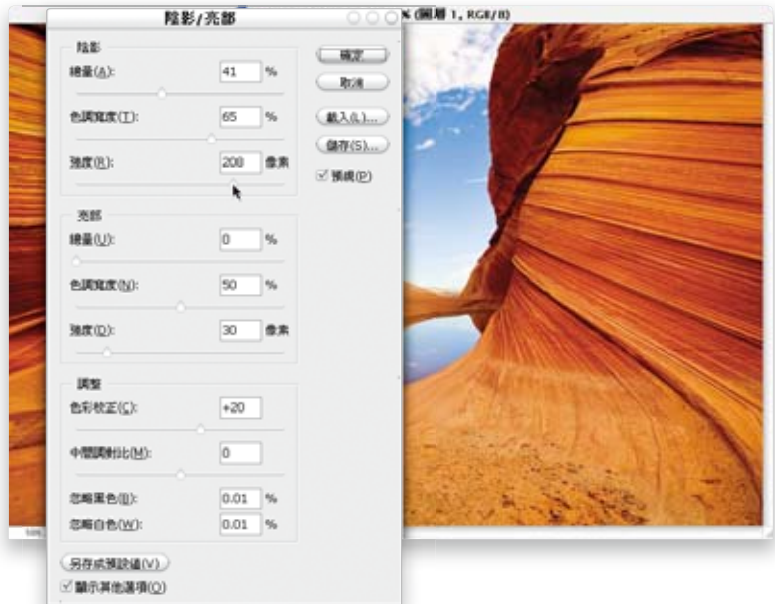 陰影/亮部
% (圖層 1, RGB/8)
陰影
總量(A): 41 %
色調寬度(T): 65 %
強度(R): 208 像素
亮部
總量(U): 0 %
色調寬度(N): 50 %
強度(D): 30 像素
調整
色彩校正(C): +20
中間調對比(M): 0
忽略黑色(B): 0.01 %
忽略白色(W): 0.01 %
另存成預設值(V)
顯示其他選項(O)
確定
取消
載入(L)...
儲存(S)...
預視(P)